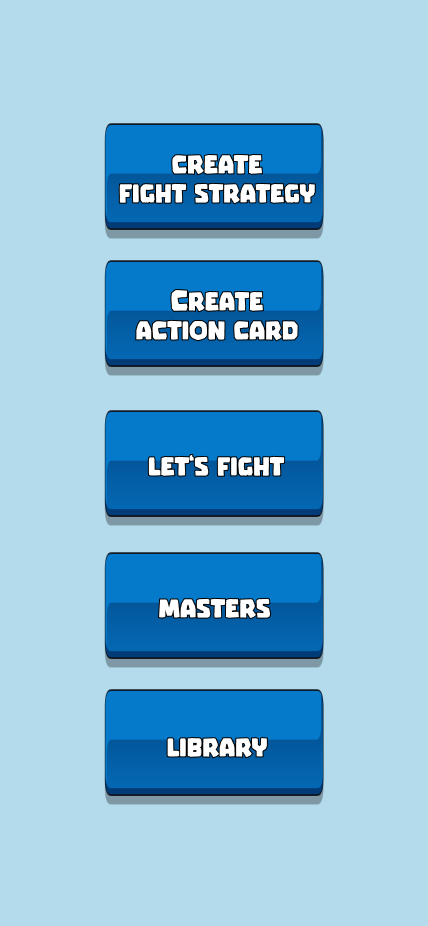 CREATE
FIGHT STRATEGY
CREATE
ACTION CARD
LET'S FIGHT
MASTERS
LIBRARY